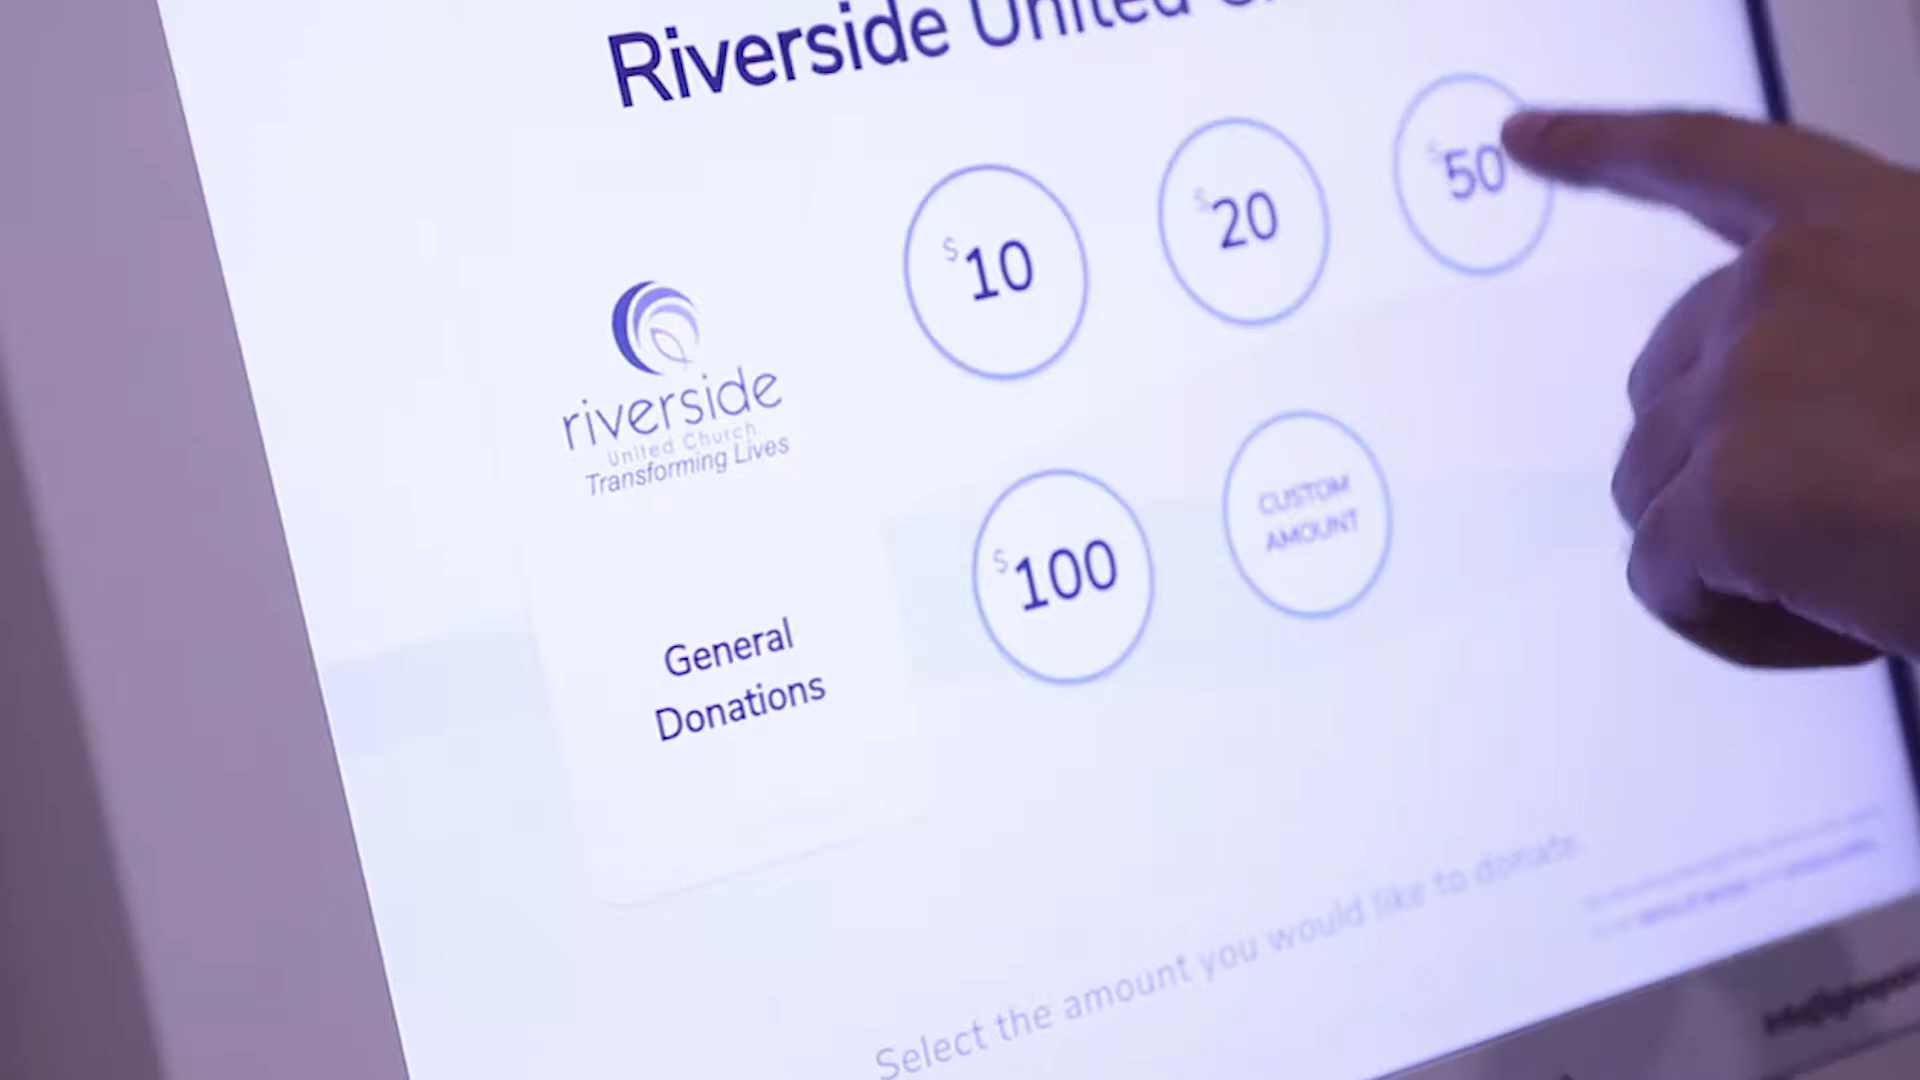 Riverside United
$10
$20
$50
riverside
United Church
Transforming Lives
$100
CUSTOM
AMOUNT
General
Donations
Select the amount you would like to donate.